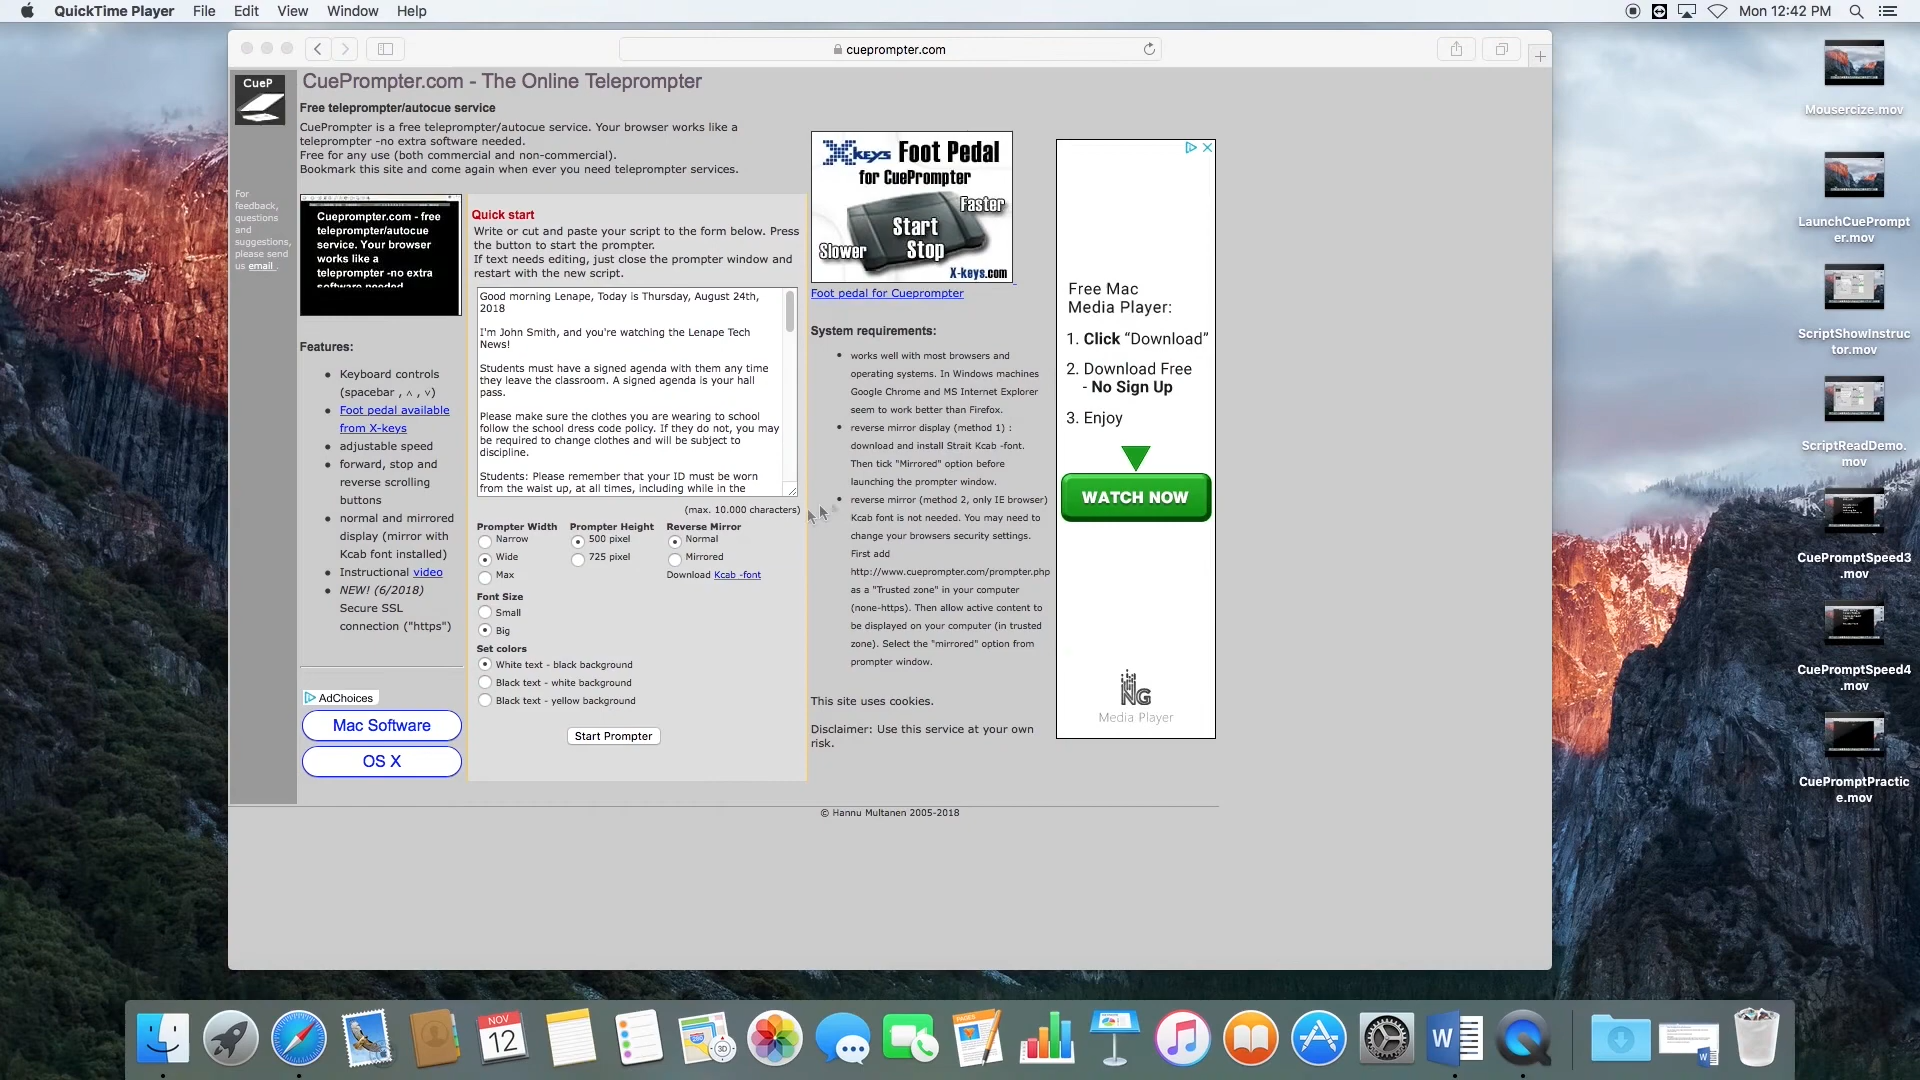 QuickTime Player File Edit View Window Help
Mon 12:42 PM
cueprompter.com
CueP
CuePrompter.com - The Online Teleprompter
Free teleprompter/autocue service
CuePrompter is a free teleprompter/autocue service. Your browser works like a
teleprompter -no extra software needed.
Free for any use (both commercial and non-commercial).
Bookmark this site and come again when ever you need teleprompter services.
For
feedback,
questions
and
suggestions,
please send
us email .
Cueprompter.com - free
teleprompter/autocue
service. Your browser
works like a
teleprompter -no extra
software needed
Features:
Keyboard controls
(spacebar , ^ , v)
Foot pedal available
from X-keys
adjustable speed
forward, stop and
reverse scrolling
buttons
normal and mirrored
display (mirror with
Kcab font installed)
Instructional video
NEW! (6/2018)
Secure SSL
connection ("https")
AdChoices
Mac Software
OS X
Quick start
Write or cut and paste your script to the form below. Press
the button to start the prompter.
If text needs editing, just close the prompter window and
restart with the new script.
Good morning Lenape, Today is Thursday, August 24th,
2018
I'm John Smith, and you're watching the Lenape Tech
News!
Students must have a signed agenda with them any time
they leave the classroom. A signed agenda is your hall
pass.
Please make sure the clothes you are wearing to school
follow the school dress code policy. If they do not, you may
be required to change clothes and will be subject to
discipline.
Students: Please remember that your ID must be worn
from the waist up, at all times, including while in the
(max. 10.000 characters)
Prompter Width Prompter Height Reverse Mirror
Narrow 500 pixel Normal
Wide 725 pixel Mirrored
Max Download Kcab -font
Font Size
Small
Big
Set colors
White text - black background
Black text - white background
Black text - yellow background
Start Prompter
X-keys Foot Pedal
for CuePrompter
Faster
Start
Stop
Slower
X-keys.com
Foot pedal for Cueprompter
System requirements:
works well with most browsers and
operating systems. In Windows machines
Google Chrome and MS Internet Explorer
seem to work better than Firefox.
reverse mirror display (method 1) :
download and install Strait Kcab -font.
Then tick "Mirrored" option before
launching the prompter window.
reverse mirror (method 2, only IE browser)
Kcab font is not needed. You may need to
change your browsers security settings.
First add
http://www.cueprompter.com/prompter.php
as a "Trusted zone" in your computer
(none-https). Then allow active content to
be displayed on your computer (in trusted
zone). Select the "mirrored" option from
prompter window.
This site uses cookies.
Disclaimer: Use this service at your own
risk.
Free Mac
Media Player:
1. Click “Download”
2. Download Free
- No Sign Up
3. Enjoy
WATCH NOW
NG
Media Player
© Hannu Multanen 2005-2018
Mousercize.mov
LaunchCuePrompt
er.mov
ScriptShowInstruc
tor.mov
ScriptReadDemo.
mov
CuePromptSpeed3
.mov
CuePromptSpeed4
.mov
CuePromptPractic
e.mov
NOV
12
PAGES
280
3D
W
W